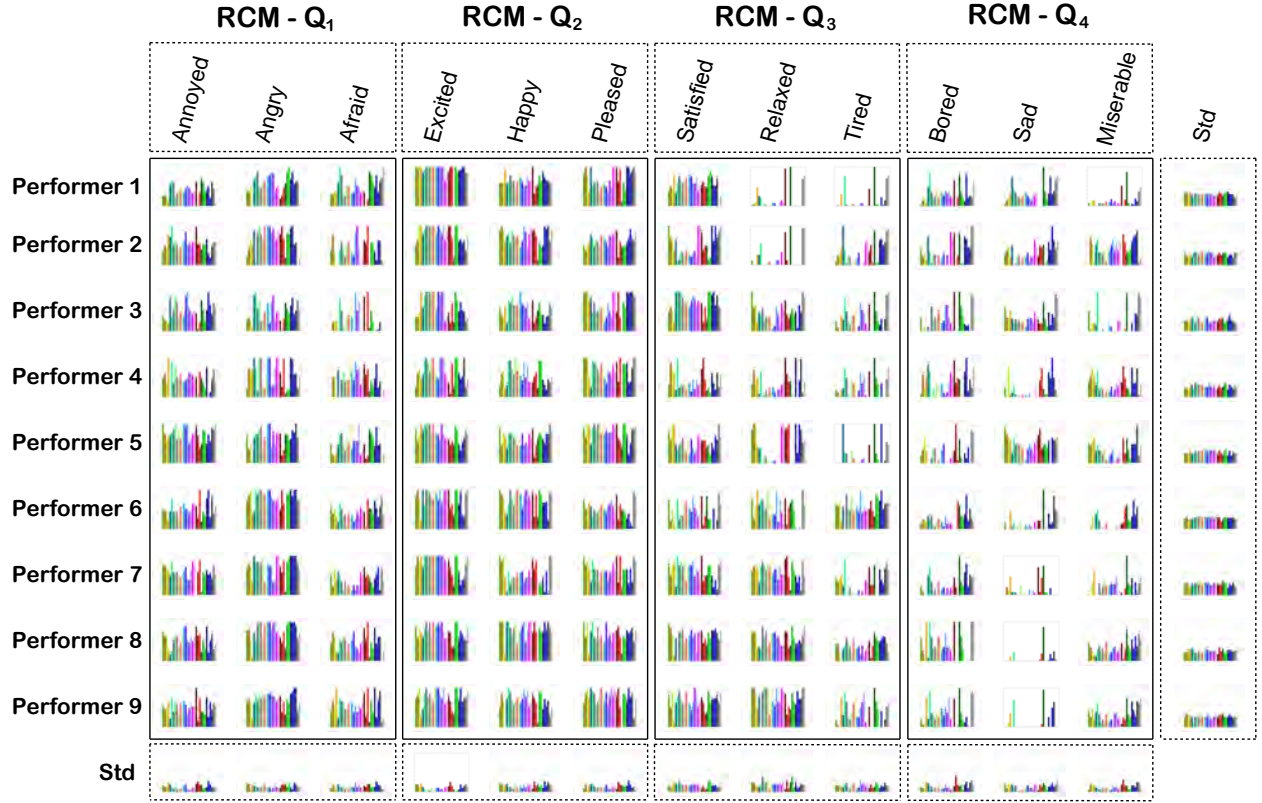 RCM - Q1 RCM - Q2 RCM - Q3 RCM - Q4
Annoyed Angry Afraid Excited Happy Pleased Satisfied Relaxed Tired Bored Sad Miserable Std
Performer 1
Performer 2
Performer 3
Performer 4
Performer 5
Performer 6
Performer 7
Performer 8
Performer 9
Std